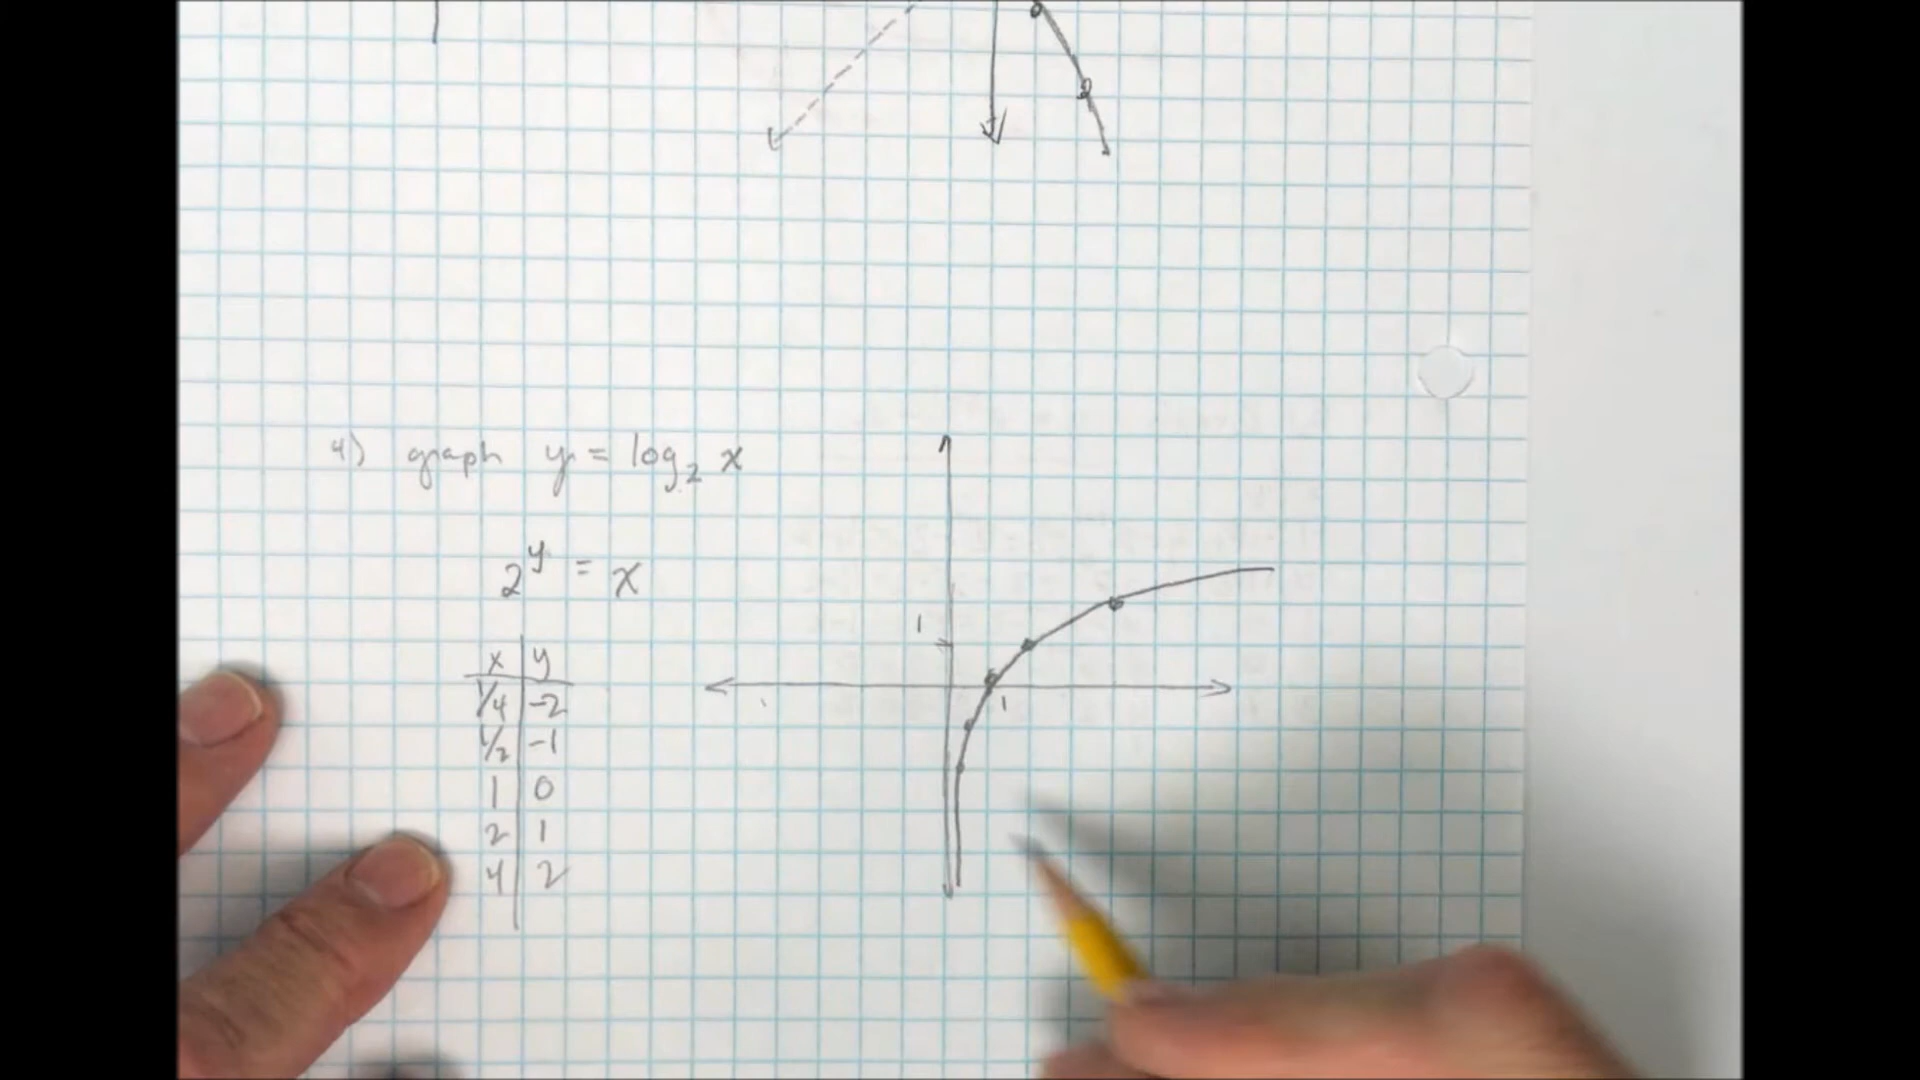 4) graph y = log₂ x
2^y = x
x y
1/4 -2
1/2 -1
1 0
2 1
4 2
1
1